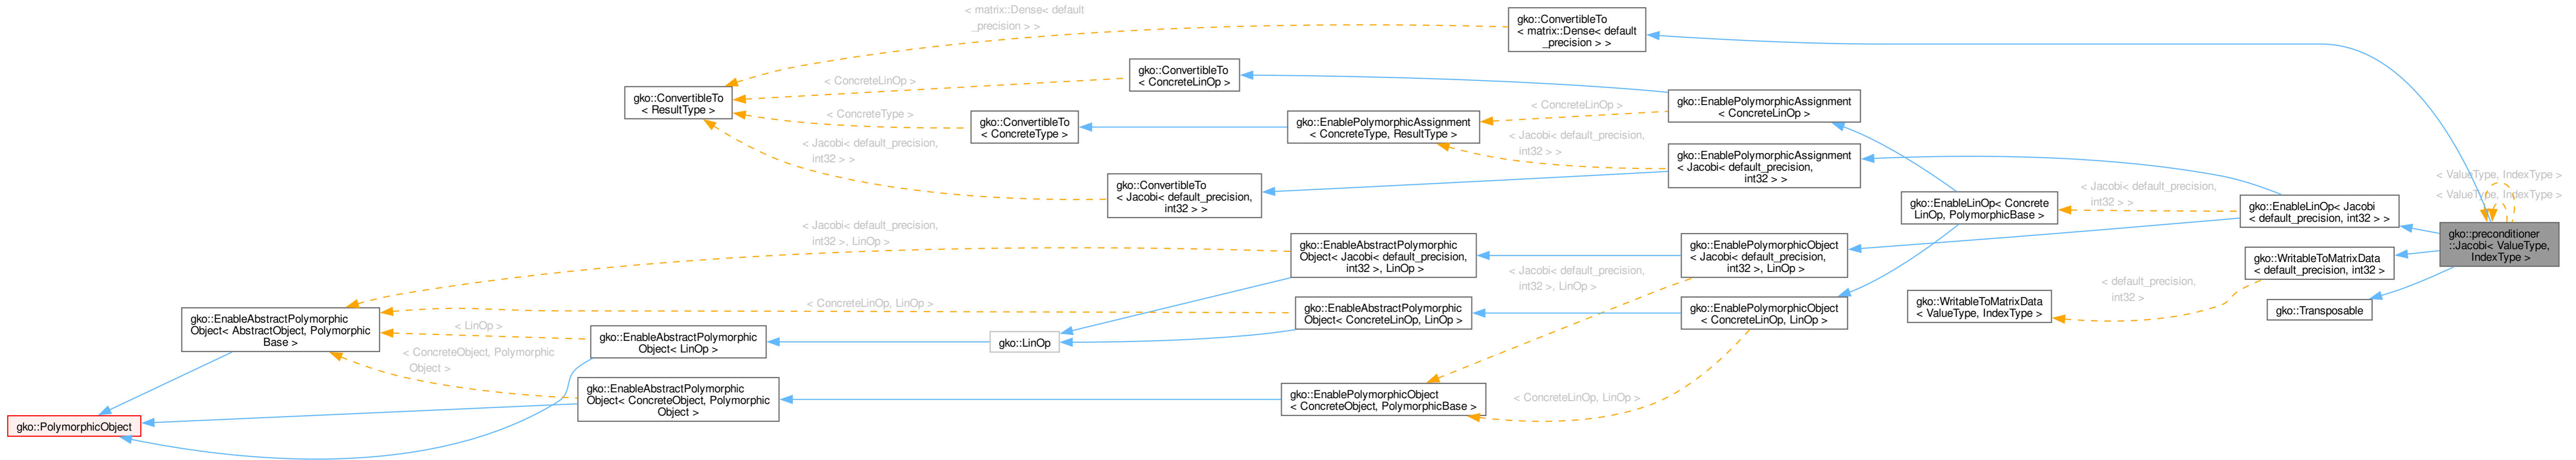 gko::PolymorphicObject
gko::EnableAbstractPolymorphic
Object< AbstractObject, Polymorphic
Base >
gko::ConvertibleTo
< ResultType >
gko::EnableAbstractPolymorphic
Object< LinOp >
gko::EnableAbstractPolymorphic
Object< ConcreteObject, Polymorphic
Object >
< matrix::Dense< default
_precision > >
< ConcreteLinOp >
< ConcreteType >
< Jacobi< default_precision,
int32 > >
< Jacobi< default_precision,
int32 >, LinOp >
< ConcreteLinOp, LinOp >
< LinOp >
< ConcreteObject, Polymorphic
Object >
gko::ConvertibleTo
< ConcreteType >
gko::LinOp
gko::ConvertibleTo
< ConcreteLinOp >
gko::ConvertibleTo
< Jacobi< default_precision,
int32 > >
gko::EnablePolymorphicAssignment
< ConcreteType, ResultType >
gko::EnableAbstractPolymorphic
Object< Jacobi< default_precision,
int32 >, LinOp >
gko::EnableAbstractPolymorphic
Object< ConcreteLinOp, LinOp >
gko::EnablePolymorphicObject
< ConcreteObject, PolymorphicBase >
gko::ConvertibleTo
< matrix::Dense< default
_precision > >
< ConcreteLinOp >
< Jacobi< default_precision,
int32 > >
< Jacobi< default_precision,
int32 >, LinOp >
< ConcreteLinOp, LinOp >
gko::EnablePolymorphicAssignment
< ConcreteLinOp >
gko::EnablePolymorphicAssignment
< Jacobi< default_precision,
int32 > >
gko::EnablePolymorphicObject
< Jacobi< default_precision,
int32 >, LinOp >
gko::EnablePolymorphicObject
< ConcreteLinOp, LinOp >
gko::EnableLinOp< Concrete
LinOp, PolymorphicBase >
gko::WritableToMatrixData
< ValueType, IndexType >
< Jacobi< default_precision,
int32 > >
< default_precision,
int32 >
gko::EnableLinOp< Jacobi
< default_precision, int32 > >
gko::WritableToMatrixData
< default_precision, int32 >
gko::Transposable
< ValueType, IndexType >
< ValueType, IndexType >
gko::preconditioner
::Jacobi< ValueType,
IndexType >